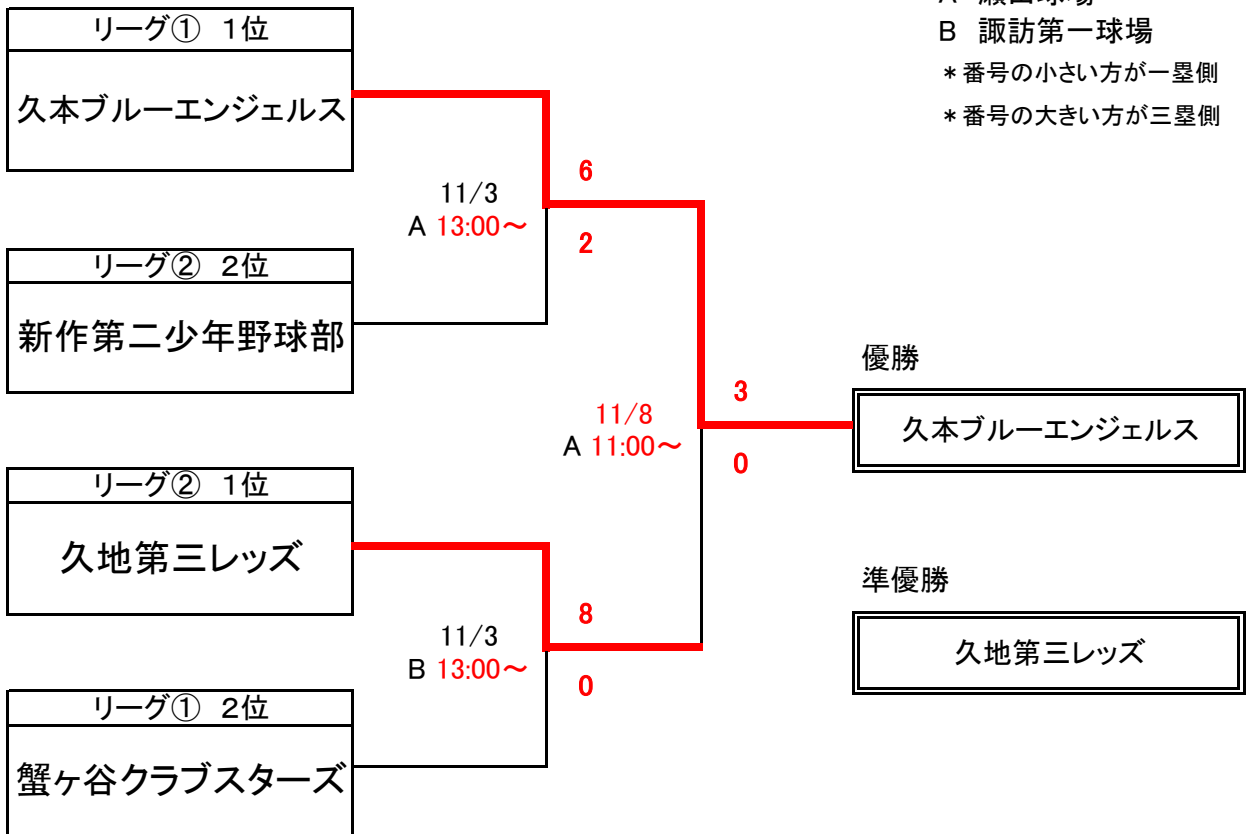 B 諏訪第一球場
＊番号の小さい方が一塁側
＊番号の大きい方が三塁側
リーグ① 1位
久本ブルーエンジェルス
6
11/3
A 13:00～
2
リーグ② 2位
新作第二少年野球部
優勝
3
11/8
A 11:00～
久本ブルーエンジェルス
0
リーグ② 1位
久地第三レッズ
準優勝
8
11/3
B 13:00～
久地第三レッズ
0
リーグ① 2位
蟹ヶ谷クラブスターズ